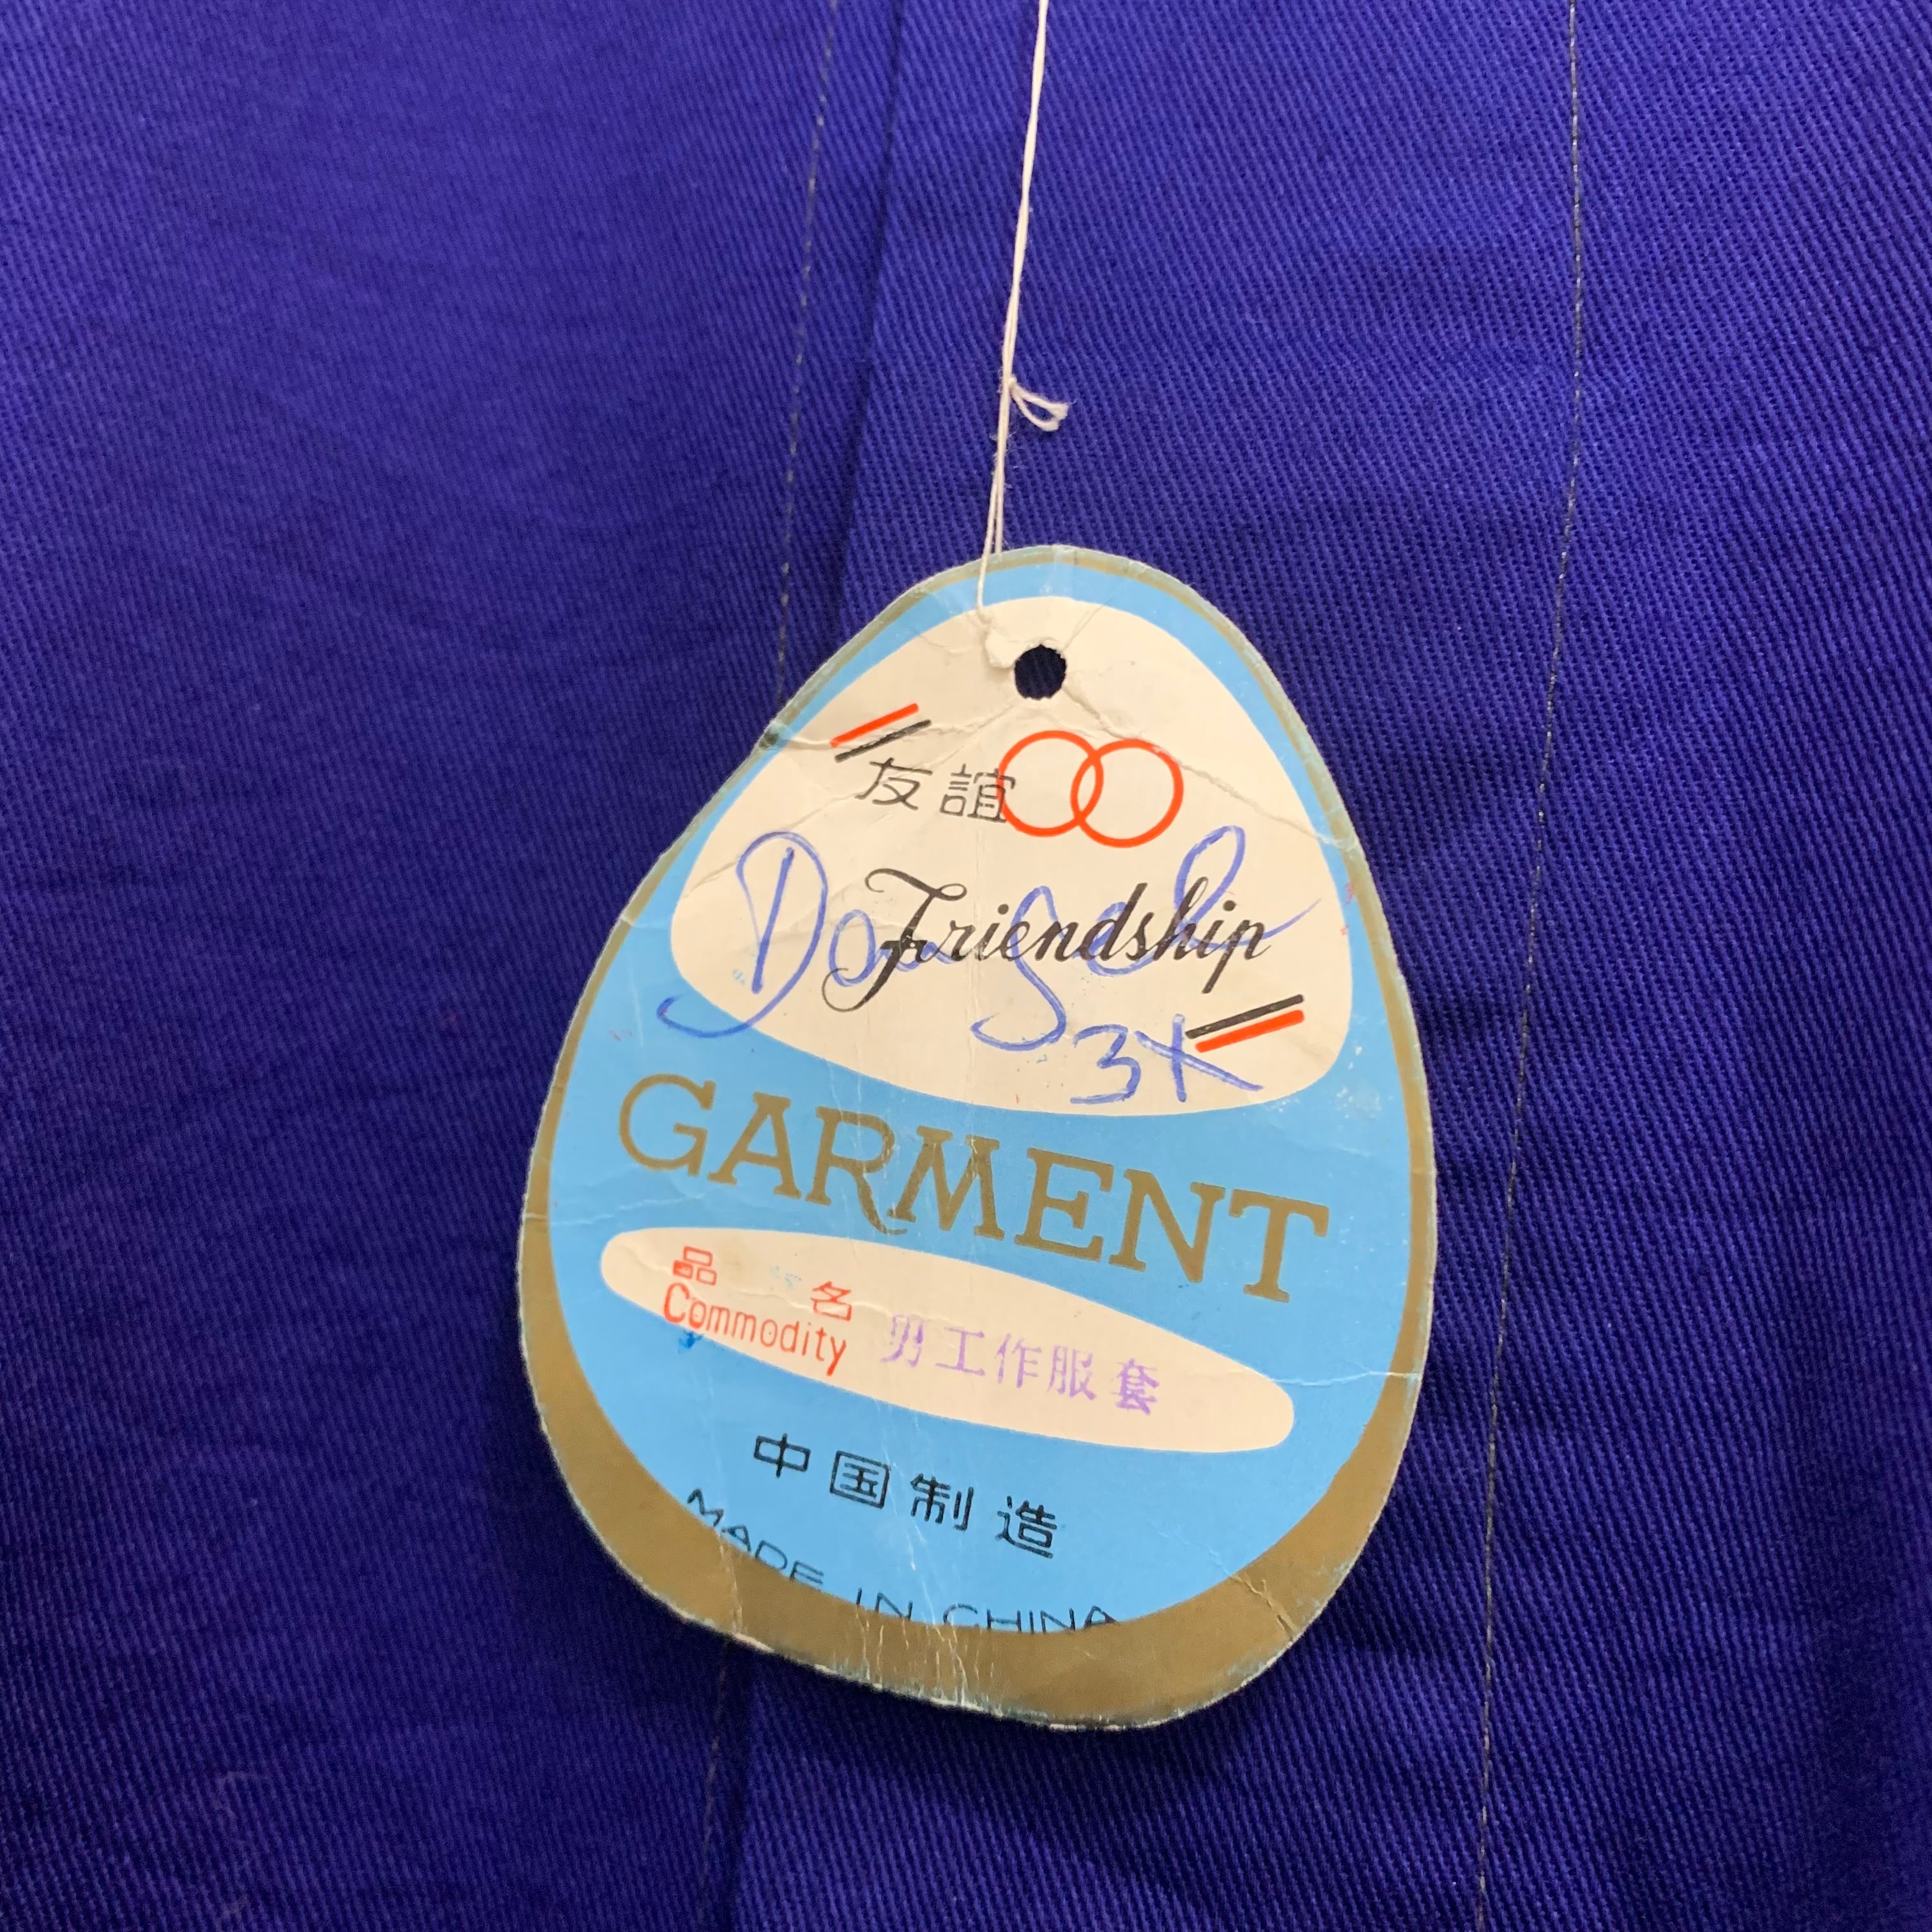 友誼
Friendship
3X
GARMENT
品名
Commodity 男工作服套
中国制造
MADE IN CHINA